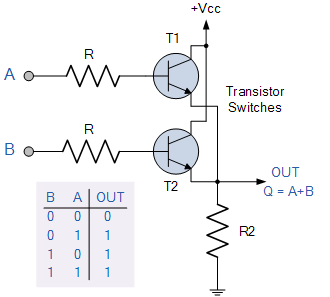 +Vcc
T1
R
A
Transistor
Switches
R
B
T2
OUT
Q = A+B
R2
B A OUT
0 0 0
0 1 1
1 0 1
1 1 1